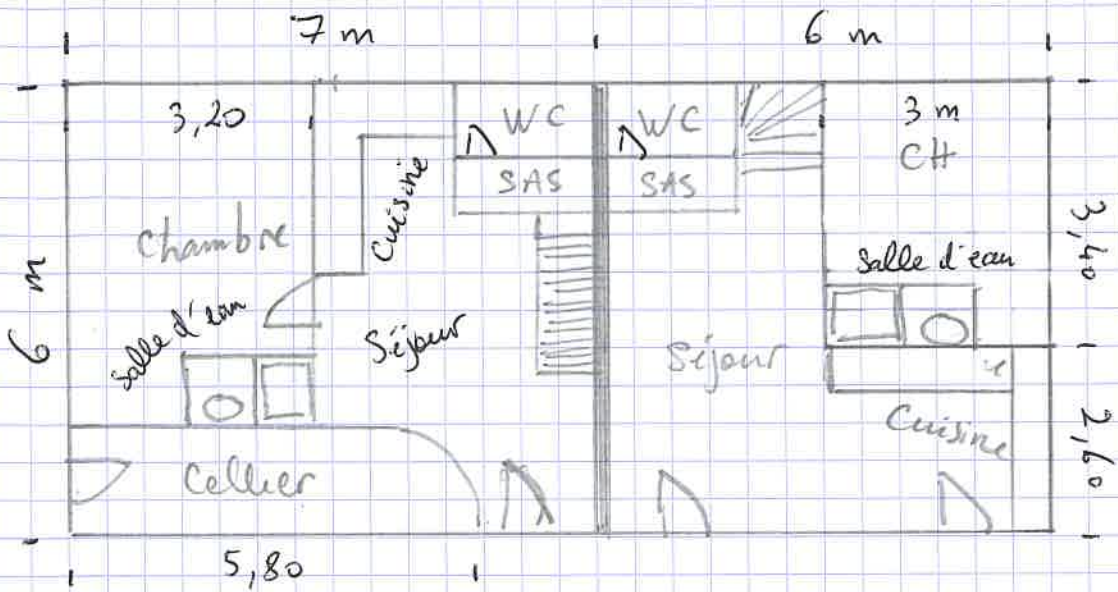 7 m
6 m
3,20
WC
WC
3 m
CH
SAS
SAS
Cuisine
Chambre
3,40
6 m
Salle d'eau
Salle d'eau
Séjour
Séjour
Cuisine
2,60
Cellier
5,80